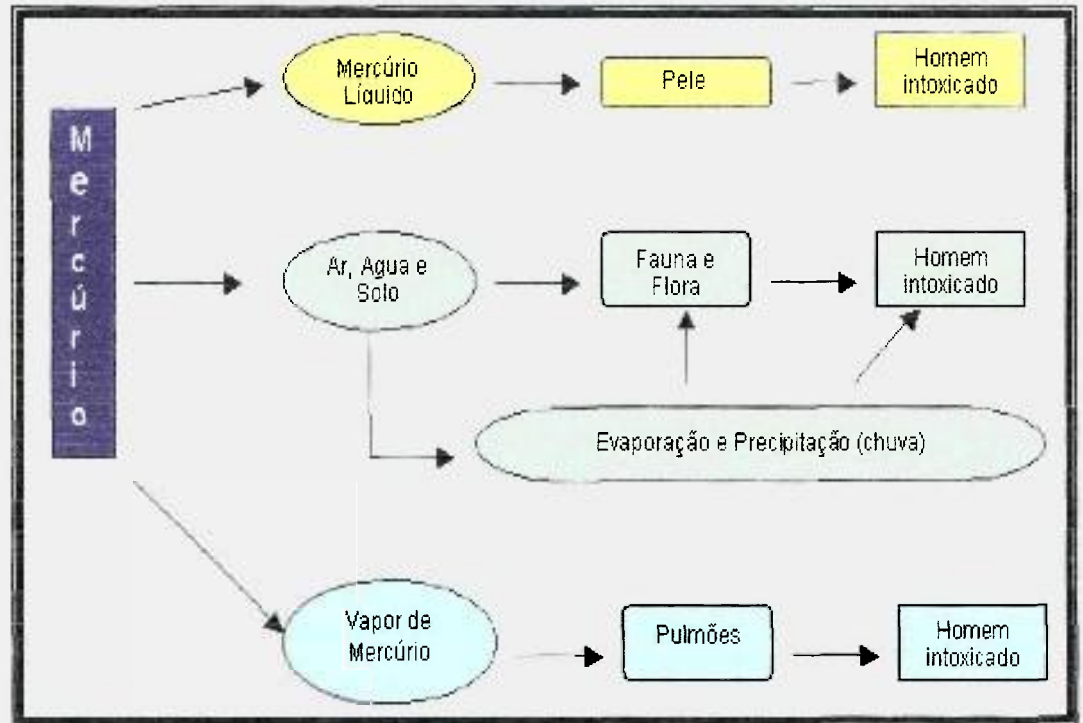 Mercúrio
Mercúrio
Líquido
Pele
Homem
intoxicado
Ar, Agua e
Solo
Fauna e
Flora
Homem
intoxicado
Evaporação e Precipitação (chuva)
Vapor de
Mercúrio
Pulmões
Homem
intoxicado